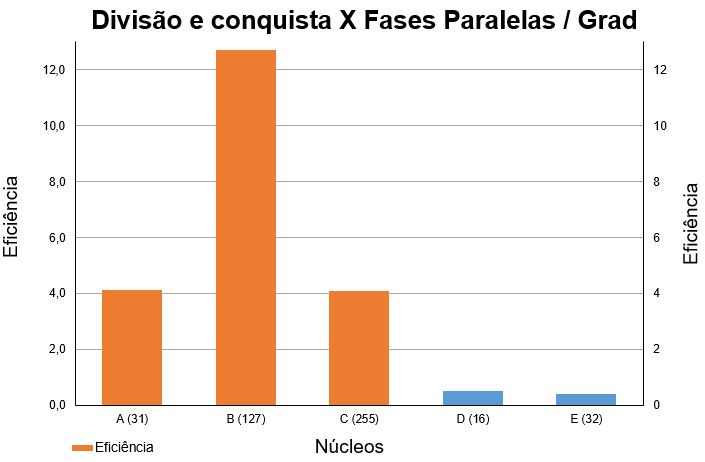 Divisão e conquista X Fases Paralelas / Grad
Eficiência
12,0
10,0
8,0
6,0
4,0
2,0
0,0
12
10
8
6
4
2
0
Eficiência
A (31) B (127) C (255) D (16) E (32)
Núcleos
Eficiência